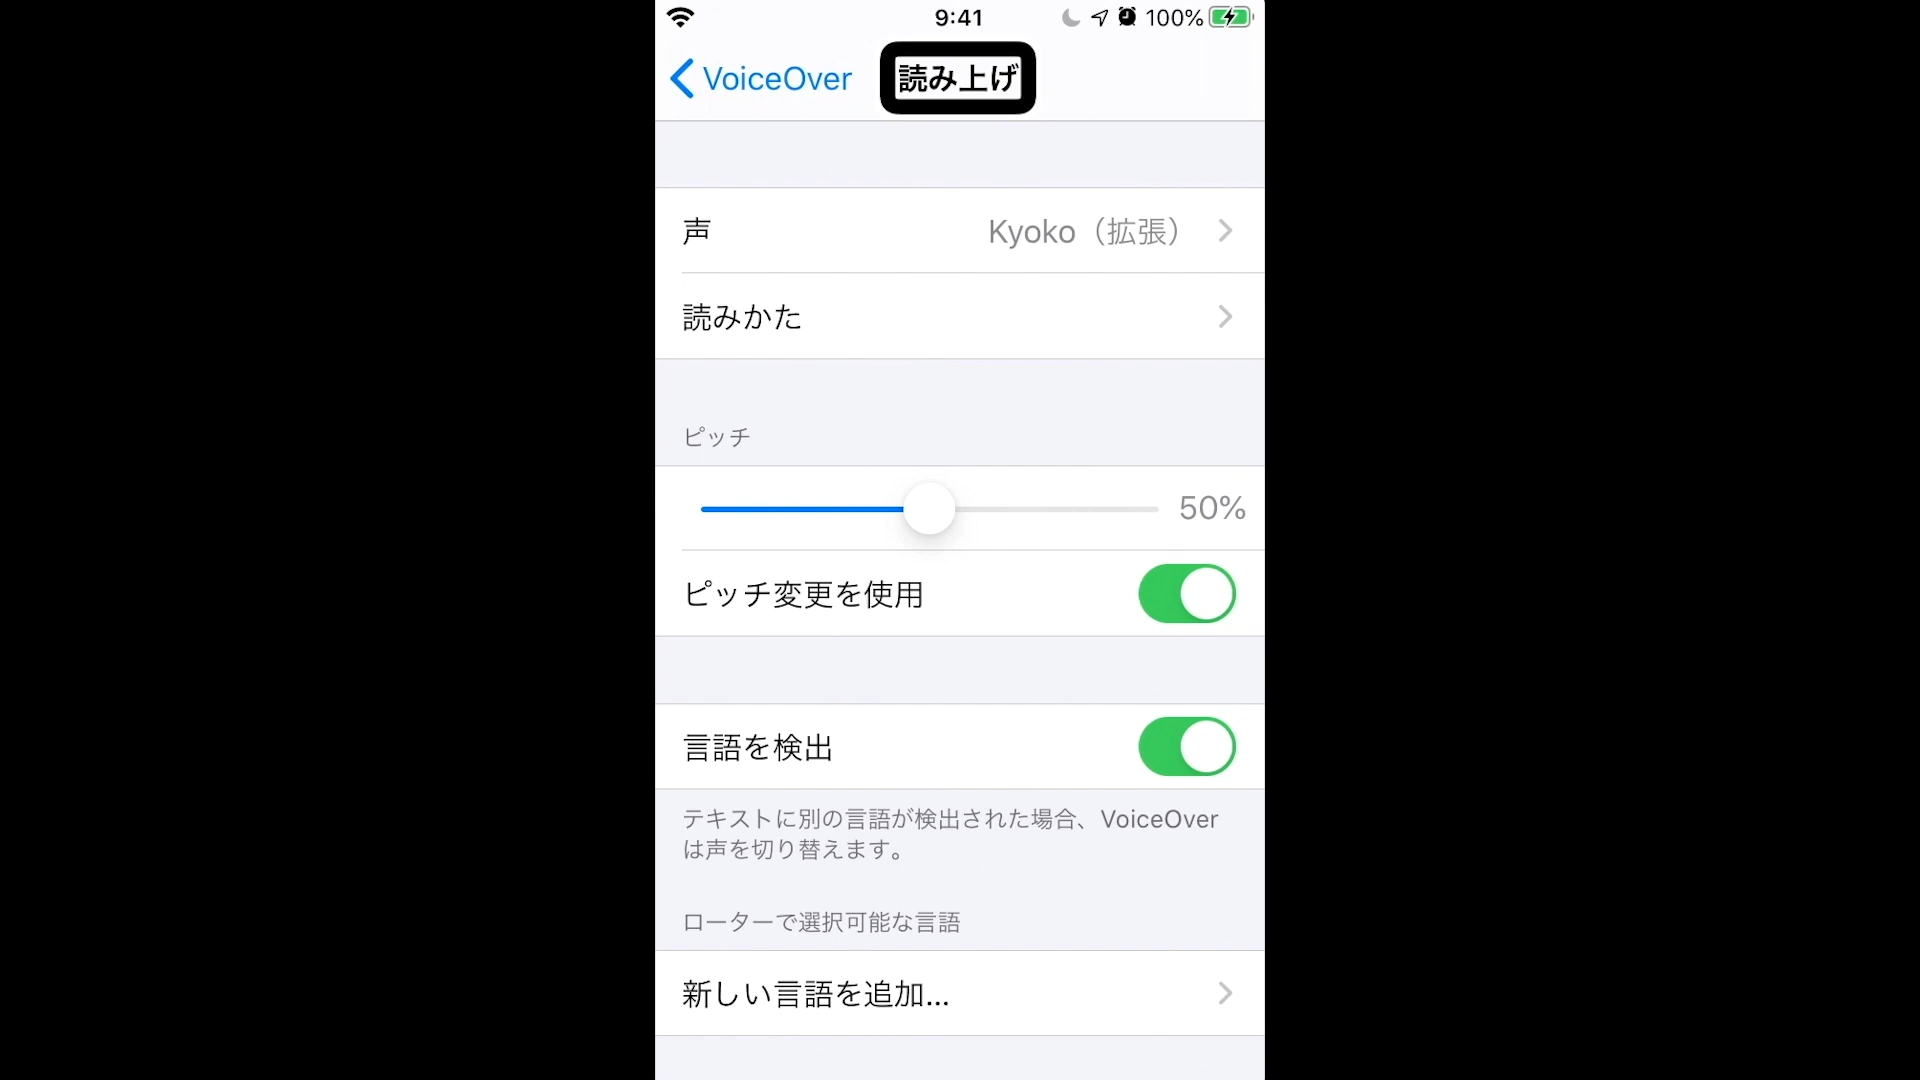 9:41
100%
VoiceOver
読み上げ
声
Kyoko（拡張）
読みかた
ピッチ
50%
ピッチ変更を使用
言語を検出
テキストに別の言語が検出された場合、VoiceOver
は声を切り替えます。
ローターで選択可能な言語
新しい言語を追加...